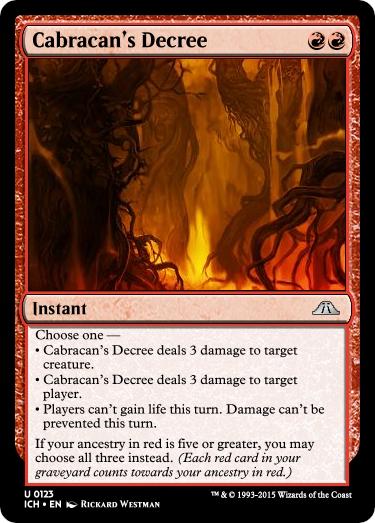 Cabracan's Decree
Instant
Choose one —
• Cabracan's Decree deals 3 damage to target
creature.
• Cabracan's Decree deals 3 damage to target
player.
• Players can't gain life this turn. Damage can't be
prevented this turn.
If your ancestry in red is five or greater, you may
choose all three instead. (Each red card in your
graveyard counts towards your ancestry in red.)
U 0123
ICH • EN Rickard Westman
™ & © 1993-2015 Wizards of the Coast